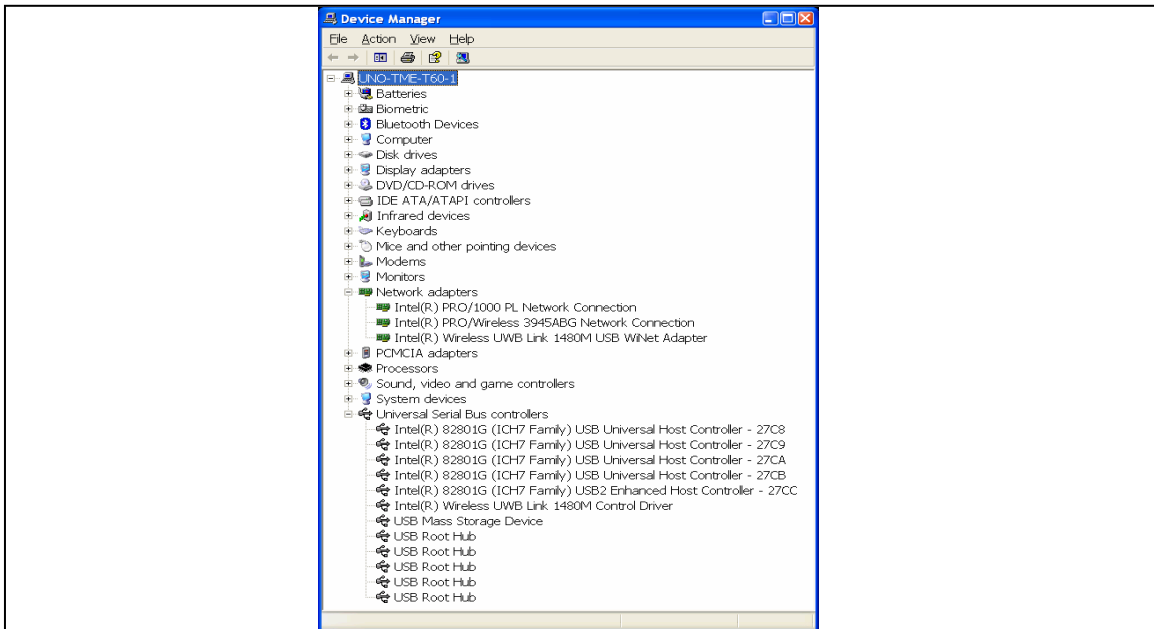 Device Manager
File Action View Help
UNO-TME-T60-1
Batteries
Biometric
Bluetooth Devices
Computer
Disk drives
Display adapters
DVD/CD-ROM drives
IDE ATA/ATAPI controllers
Infrared devices
Keyboards
Mice and other pointing devices
Modems
Monitors
Network adapters
Intel(R) PRO/1000 PL Network Connection
Intel(R) PRO/Wireless 3945ABG Network Connection
Intel(R) Wireless UWB Link 1480M USB WiNet Adapter
PCMCIA adapters
Processors
Sound, video and game controllers
System devices
Universal Serial Bus controllers
Intel(R) 82801G (ICH7 Family) USB Universal Host Controller - 27C8
Intel(R) 82801G (ICH7 Family) USB Universal Host Controller - 27C9
Intel(R) 82801G (ICH7 Family) USB Universal Host Controller - 27CA
Intel(R) 82801G (ICH7 Family) USB Universal Host Controller - 27CB
Intel(R) 82801G (ICH7 Family) USB2 Enhanced Host Controller - 27CC
Intel(R) Wireless UWB Link 1480M Control Driver
USB Mass Storage Device
USB Root Hub
USB Root Hub
USB Root Hub
USB Root Hub
USB Root Hub